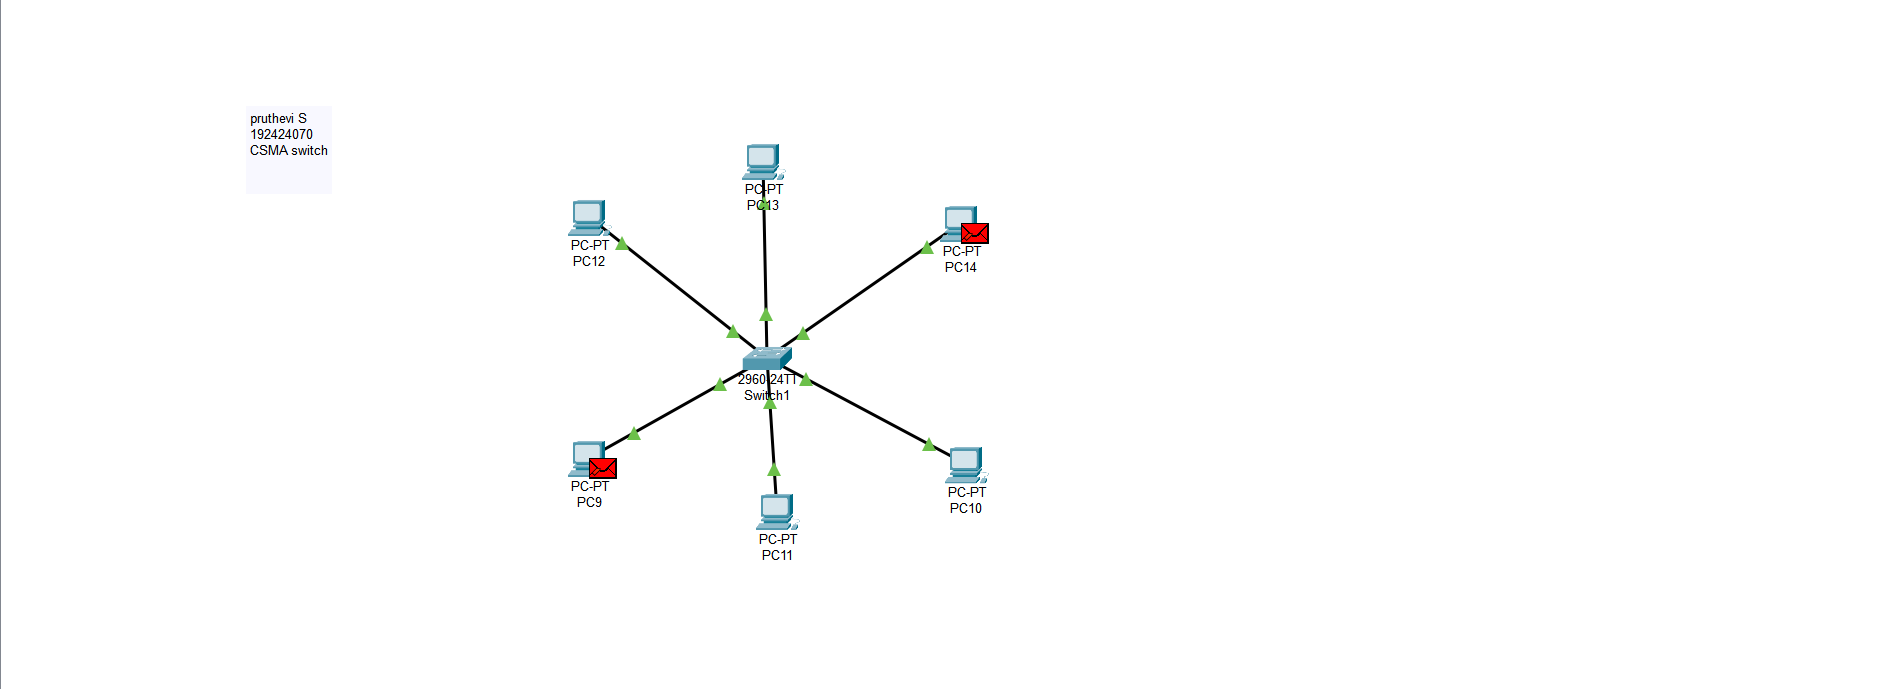 pruthevi S
192424070
CSMA switch
PC-PT
PC13
PC-PT
PC12
PC-PT
PC14
2960-24TT
Switch1
PC-PT
PC9
PC-PT
PC10
PC-PT
PC11